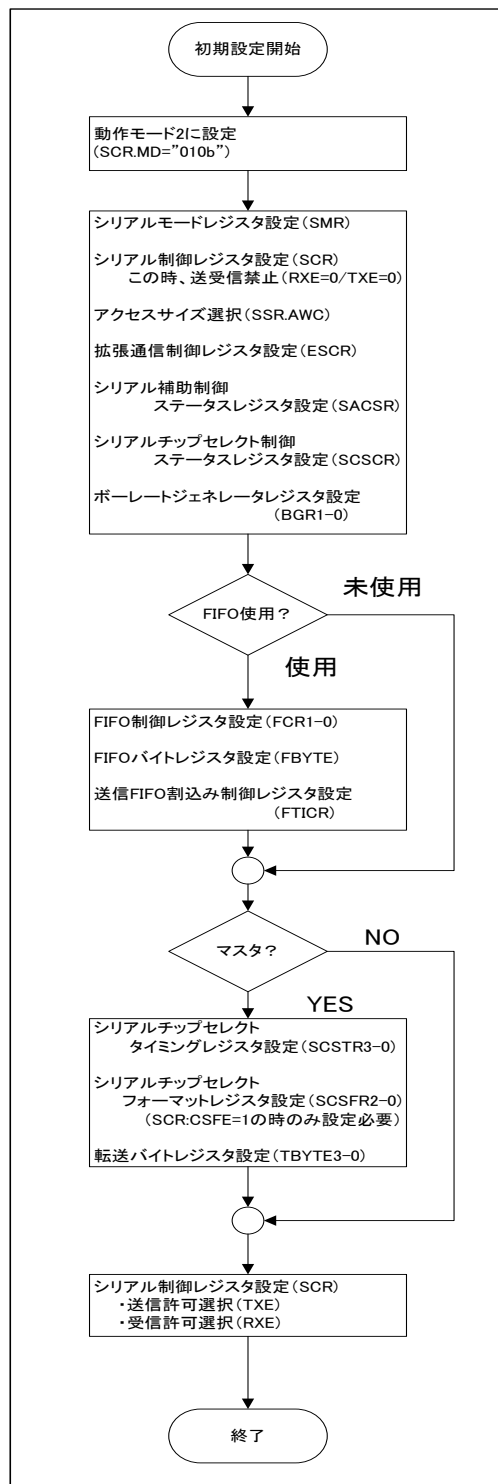 初期設定開始
動作モード2に設定
(SCR.MD=”010b”)
シリアルモードレジスタ設定(SMR)
シリアル制御レジスタ設定(SCR)
この時、送受信禁止(RXE=0/TXE=0)
アクセスサイズ選択(SSR.AWC)
拡張通信制御レジスタ設定(ESCR)
シリアル補助制御
ステータスレジスタ設定(SACSR)
シリアルチップセレクト制御
ステータスレジスタ設定(SCSCR)
ボーレートジェネレータレジスタ設定
(BGR1-0)
FIFO使用?
未使用
使用
FIFO制御レジスタ設定(FCR1-0)
FIFOバイトレジスタ設定(FBYTE)
送信FIFO割込み制御レジスタ設定
(FTICR)
マスタ?
NO
YES
シリアルチップセレクト
タイミングレジスタ設定(SCSTR3-0)
シリアルチップセレクト
フォーマットレジスタ設定(SCSFR2-0)
(SCR:CSFE=1の時のみ設定必要)
転送バイトレジスタ設定(TBYTE3-0)
シリアル制御レジスタ設定(SCR)
・送信許可選択(TXE)
・受信許可選択(RXE)
終了